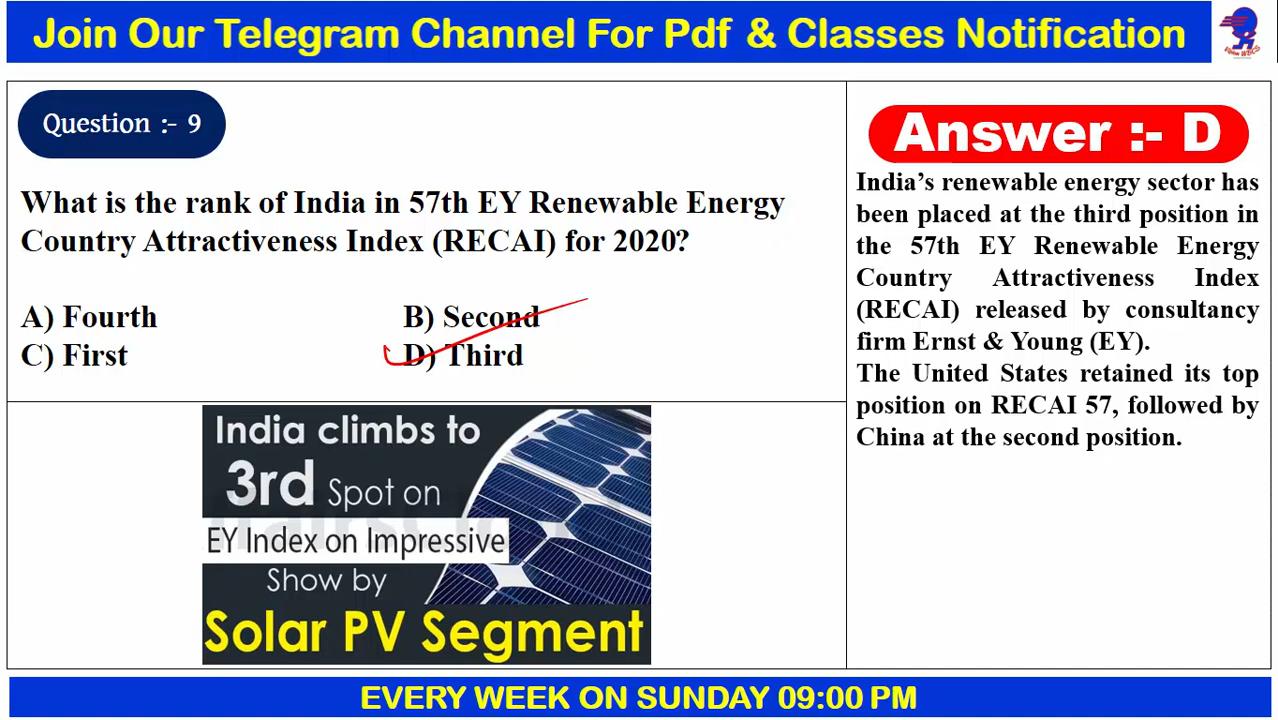 Join Our Telegram Channel For Pdf & Classes Notification
Question :- 9
What is the rank of India in 57th EY Renewable Energy
Country Attractiveness Index (RECAI) for 2020?
A) Fourth
B) Second
C) First
D) Third
India climbs to
3rd Spot on
EY Index on Impressive
Show by
Solar PV Segment
Answer :- D
India’s renewable energy sector has
been placed at the third position in
the 57th EY Renewable Energy
Country Attractiveness Index
(RECAI) released by consultancy
firm Ernst & Young (EY).
The United States retained its top
position on RECAI 57, followed by
China at the second position.
EVERY WEEK ON SUNDAY 09:00 PM